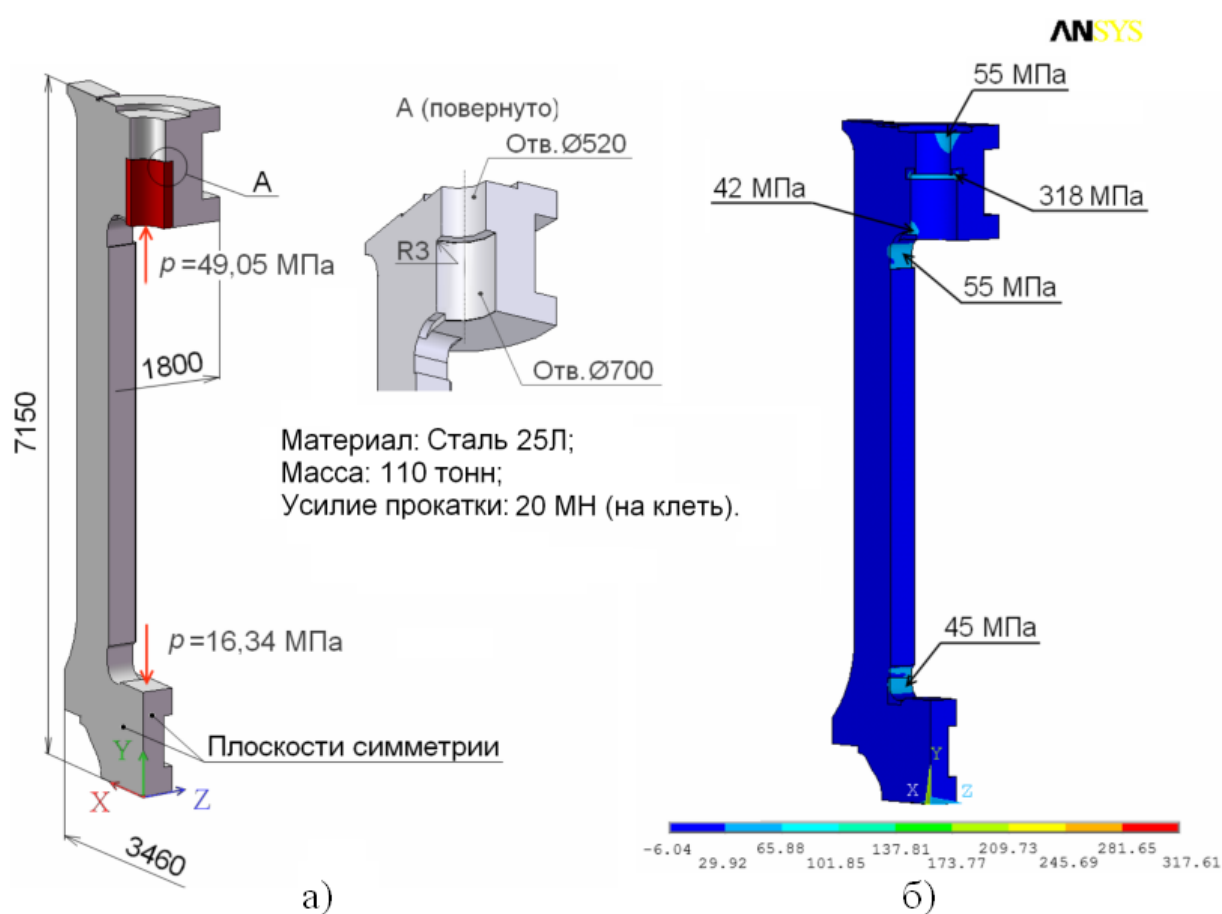 ANSYS
А (повернуто)
Отв. Ø520
А
R3
р=49,05 МПа
Отв. Ø700
1800
7150
Материал: Сталь 25Л;
Масса: 110 тонн;
Усилие прокатки: 20 МН (на клеть).
р=16,34 МПа
Плоскости симметрии
Y
X
Z
3460
а)
55 МПа
42 МПа
318 МПа
55 МПа
45 МПа
Y
X
Z
-6.04 65.88 137.81 209.73 281.65
29.92 101.85 173.77 245.69 317.61
б)